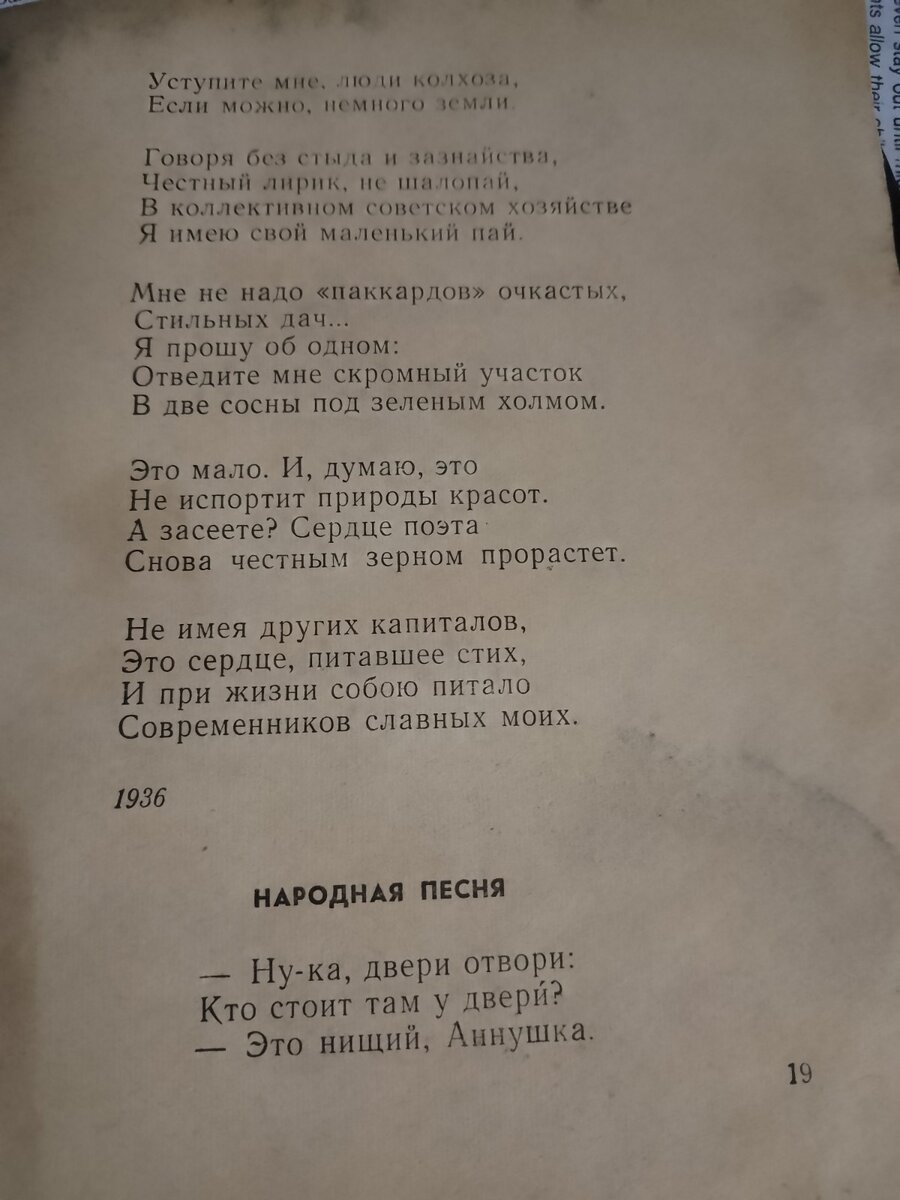 Уступите мне, люди колхоза,
Если можно, немного земли.
Говоря без стыда и зазнайства,
Честный лирик, не шалопай,
В коллективном советском хозяйстве
Я имею свой маленький пай.
Мне не надо «паккардов» очкастых,
Стильных дач...
Я прошу об одном:
Отведите мне скромный участок
В две сосны под зеленым холмом.
Это мало. И, думаю, это
Не испортит природы красот.
А засеете? Сердце поэта
Снова честным зерном прорастет.
Не имея других капиталов,
Это сердце, питавшее стих,
И при жизни собою питало
Современников славных моих.
1936
НАРОДНАЯ ПЕСНЯ
— Ну-ка, двери отвори:
Кто стоит там у двери́?
— Это нищий, Аннушка.
19
allow their